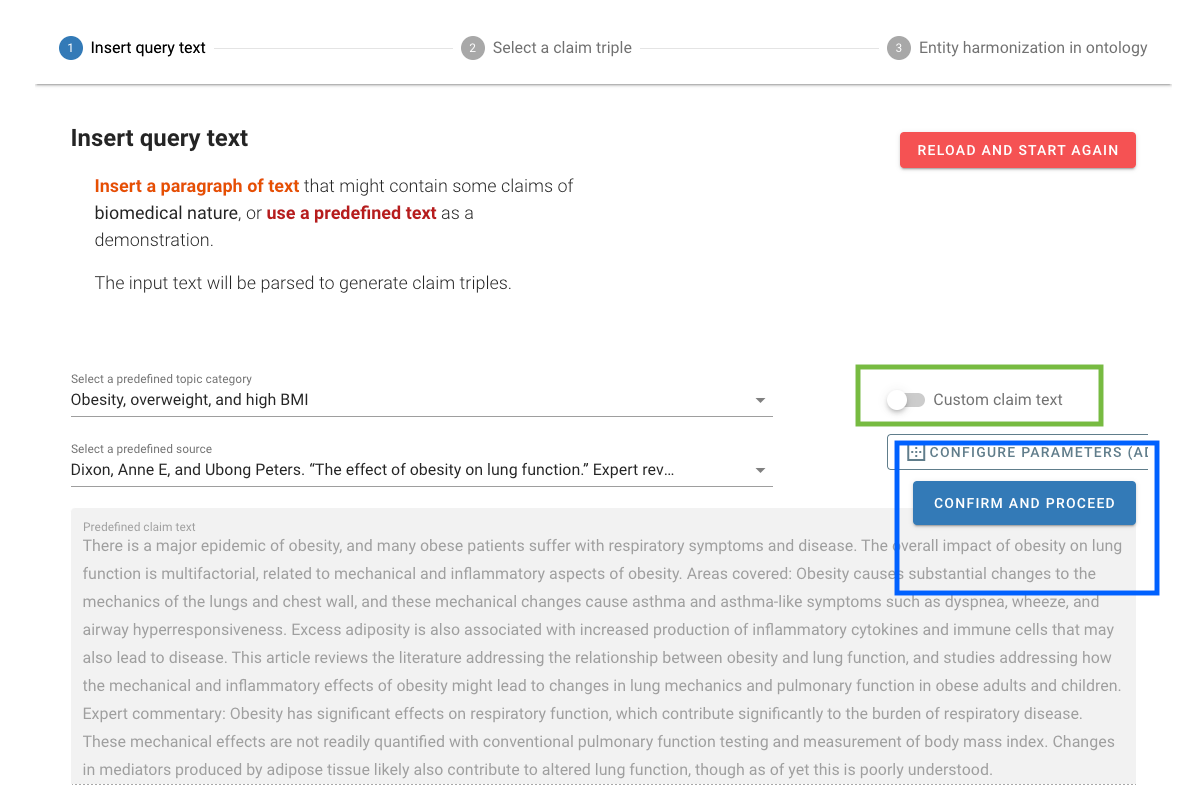 1 Insert query text
2 Select a claim triple
3 Entity harmonization in ontology
Insert query text
RELOAD AND START AGAIN
Insert a paragraph of text that might contain some claims of
biomedical nature, or use a predefined text as a
demonstration.
The input text will be parsed to generate claim triples.
Select a predefined topic category
Obesity, overweight, and high BMI
Custom claim text
Select a predefined source
Dixon, Anne E, and Ubong Peters. “The effect of obesity on lung function.” Expert rev...
CONFIGURE PARAMETERS (AD
CONFIRM AND PROCEED
Predefined claim text
There is a major epidemic of obesity, and many obese patients suffer with respiratory symptoms and disease. The overall impact of obesity on lung
function is multifactorial, related to mechanical and inflammatory aspects of obesity. Areas covered: Obesity causes substantial changes to the
mechanics of the lungs and chest wall, and these mechanical changes cause asthma and asthma-like symptoms such as dyspnea, wheeze, and
airway hyperresponsiveness. Excess adiposity is also associated with increased production of inflammatory cytokines and immune cells that may
also lead to disease. This article reviews the literature addressing the relationship between obesity and lung function, and studies addressing how
the mechanical and inflammatory effects of obesity might lead to changes in lung mechanics and pulmonary function in obese adults and children.
Expert commentary: Obesity has significant effects on respiratory function, which contribute significantly to the burden of respiratory disease.
These mechanical effects are not readily quantified with conventional pulmonary function testing and measurement of body mass index. Changes
in mediators produced by adipose tissue likely also contribute to altered lung function, though as of yet this is poorly understood.